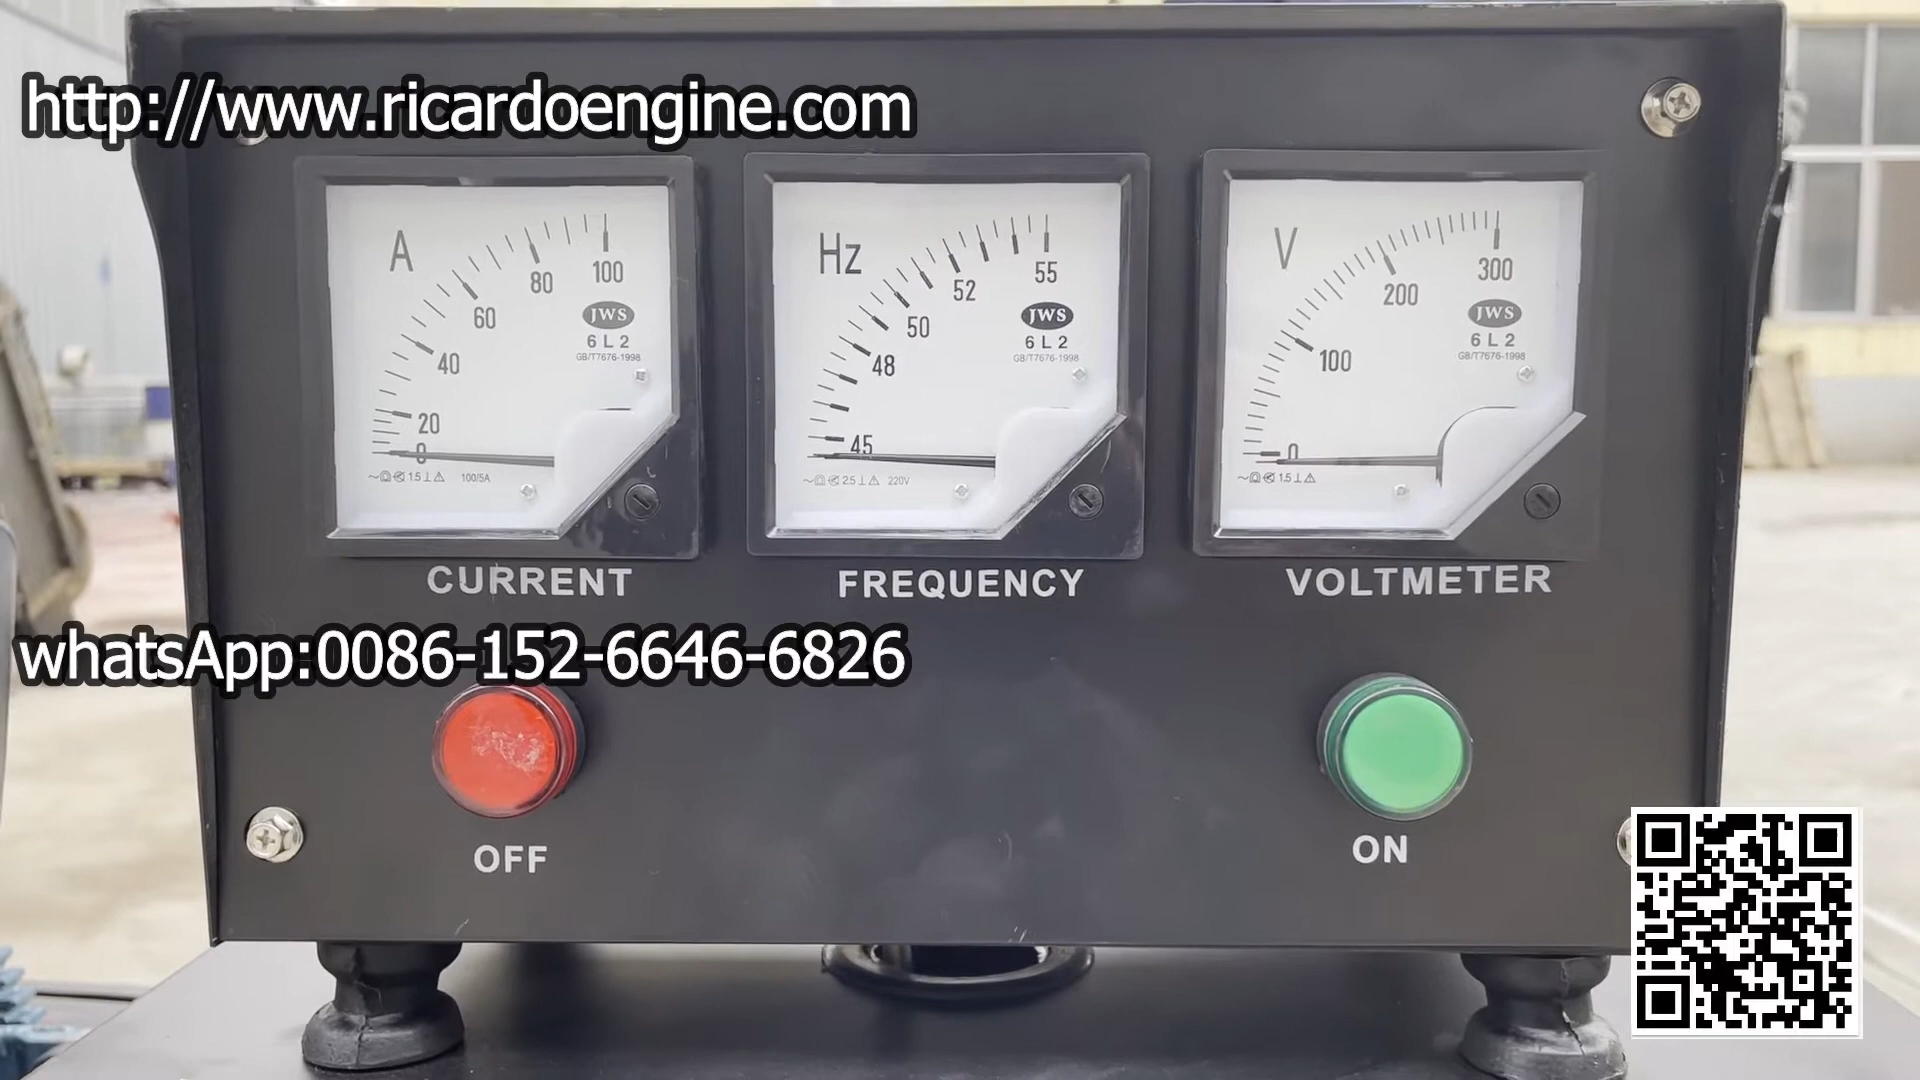 http://www.ricardoengine.com
A
0
20
40
60
80
100
JWS
6L2
GB/T7676-1998
1.5
100/5A
Hz
45
48
50
52
55
JWS
6L2
GB/T7676-1998
2.5
220V
V
0
100
200
300
JWS
6L2
GB/T7676-1998
1.5
CURRENT
FREQUENCY
VOLTMETER
whatsApp:0086-152-6646-6826
OFF
ON